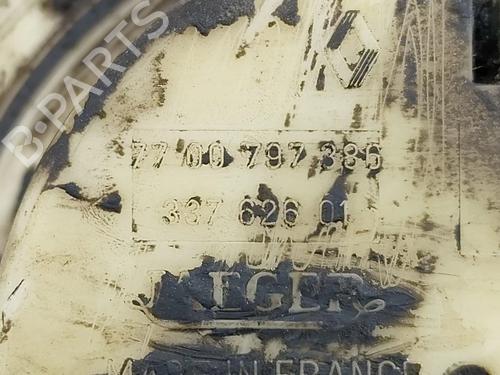 B-PARTS
7700797386
337 626 01
JAEGER
MADE IN FRANCE